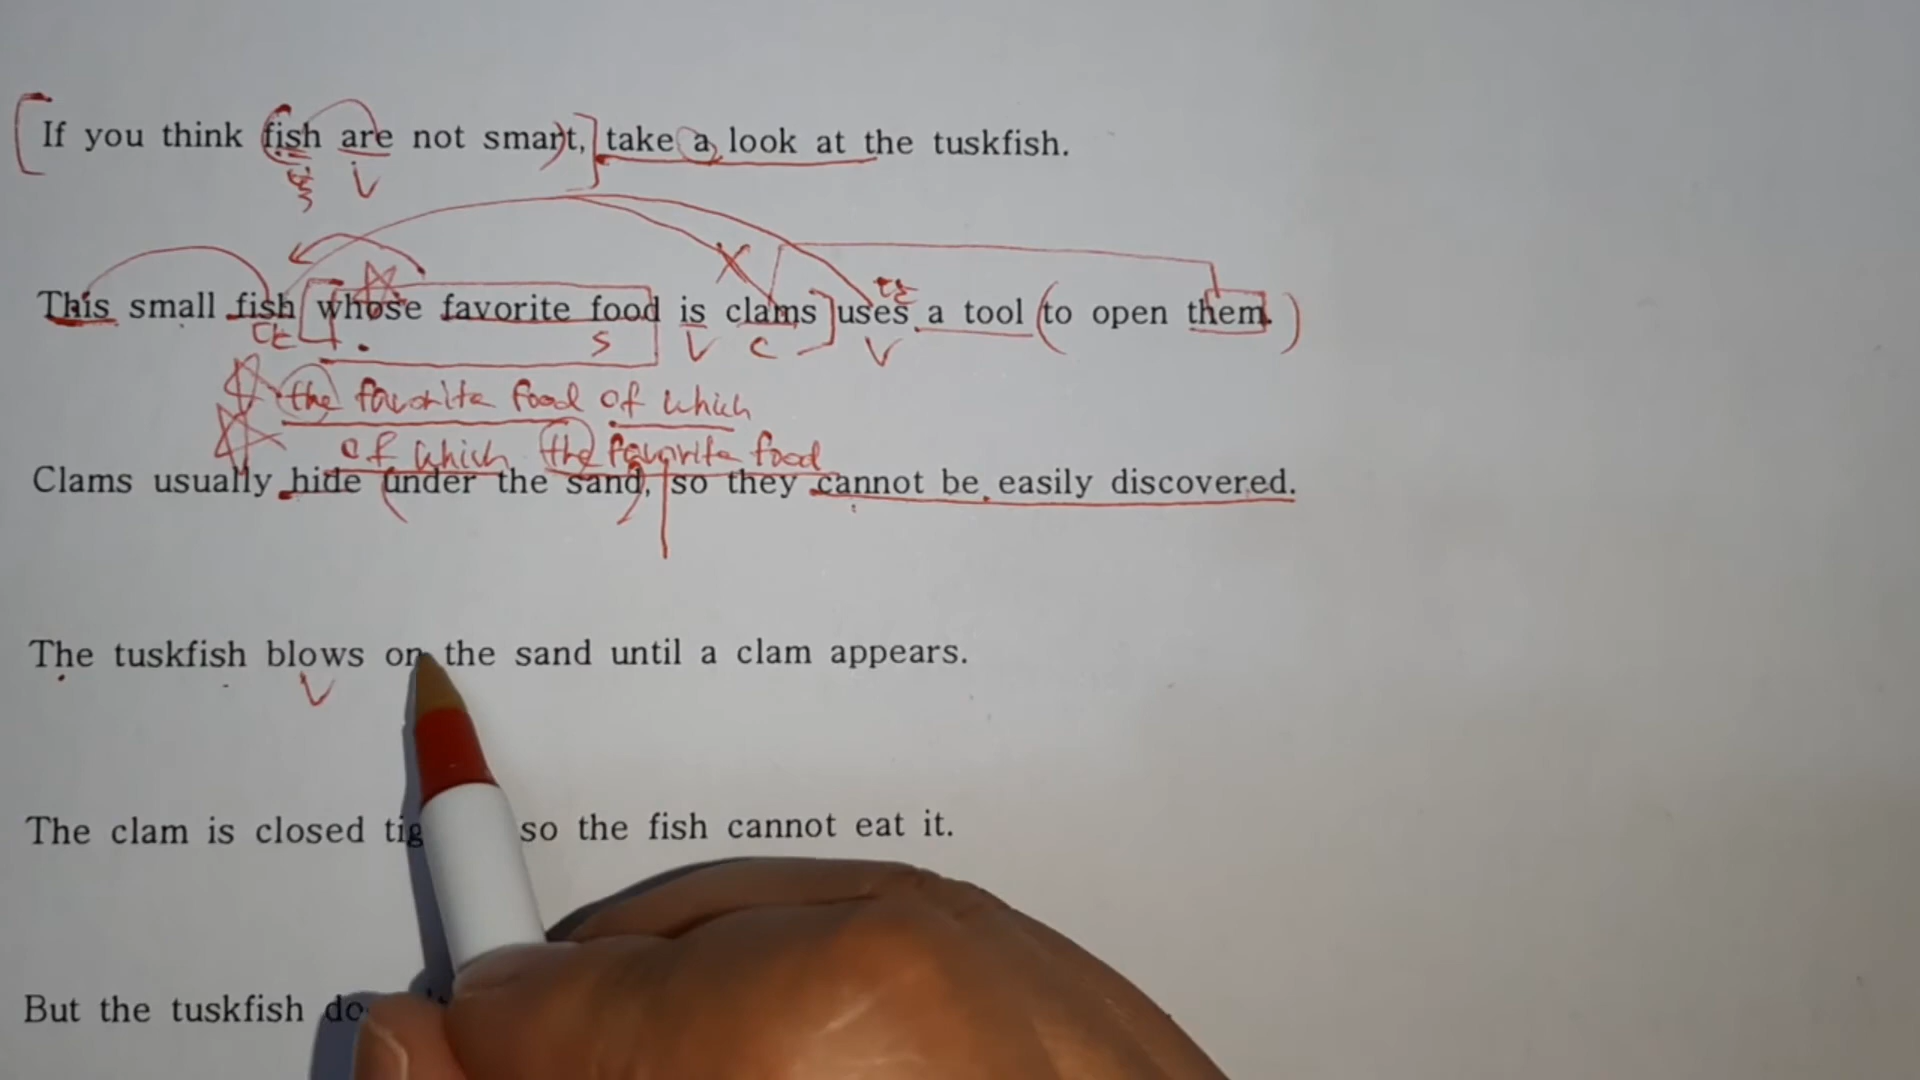 If you think fish are not smart, take a look at the tuskfish.
복 V
This small fish whose favorite food is clams uses a tool to open them.
단 S V C V 단
the favorite food of which
of which the favorite food
Clams usually hide under the sand, so they cannot be easily discovered.
The tuskfish blows on the sand until a clam appears.
V
The clam is closed so the fish cannot eat it.
But the tuskfish